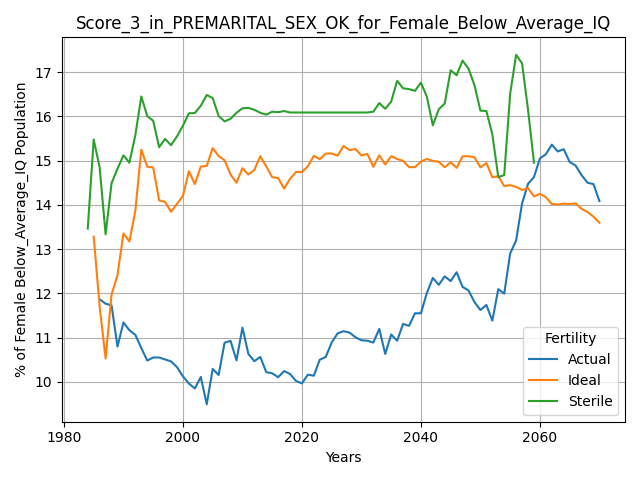 Score_3_in_PREMARITAL_SEX_OK_for_Female_Below_Average_IQ
% of Female Below_Average_IQ Population
17
16
15
14
13
12
11
10
1980
2000
2020
2040
2060
Years
Fertility
Actual
Ideal
Sterile